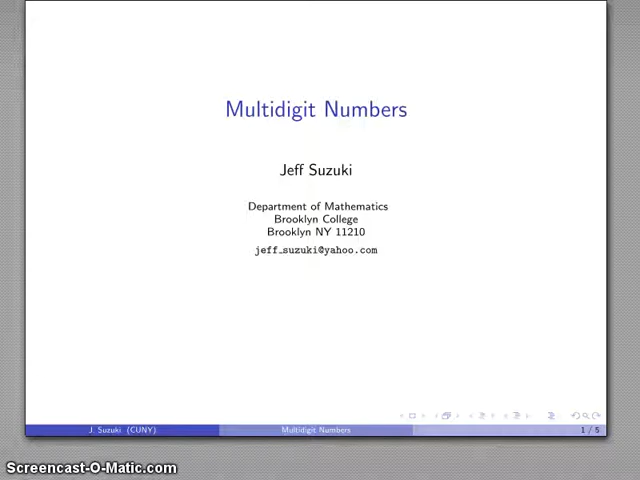 Multidigit Numbers
Jeff Suzuki
Department of Mathematics
Brooklyn College
Brooklyn NY 11210
jeff_suzuki@yahoo.com
J. Suzuki (CUNY)
Multidigit Numbers
1 / 5
Screencast-O-Matic.com